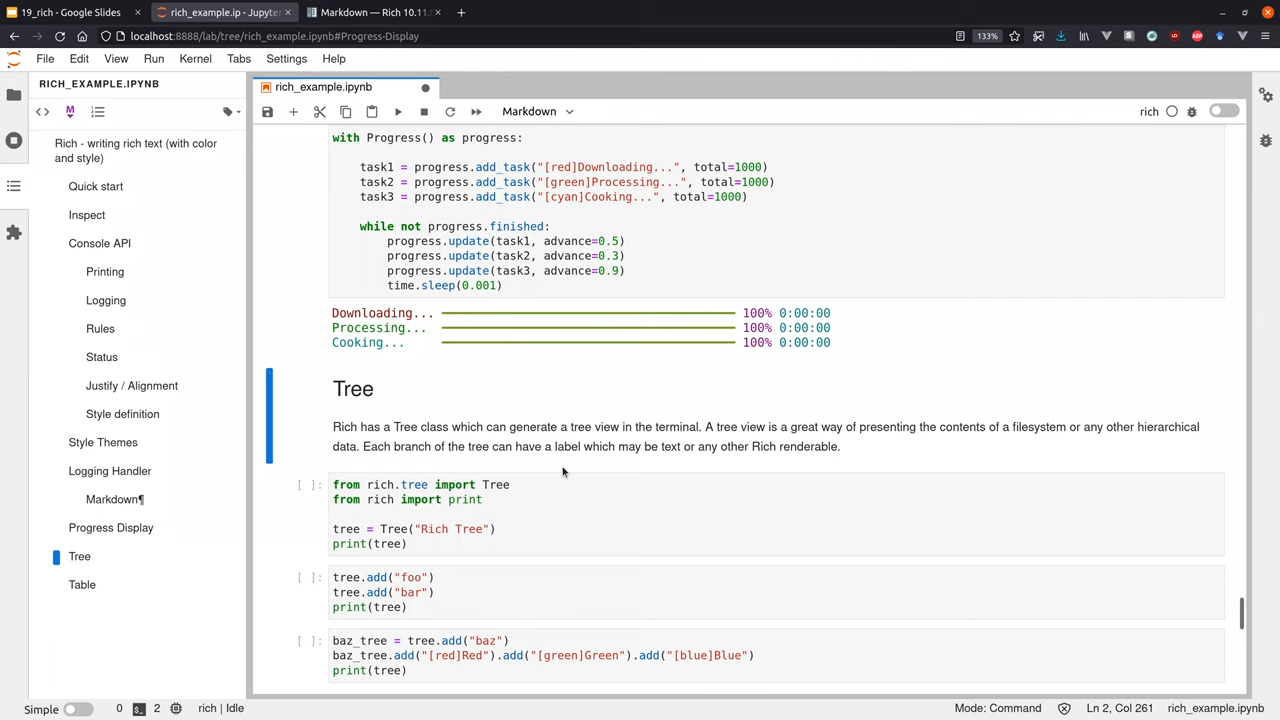 19_rich - Google Slides
rich_example.ip - Jupyter
Markdown — Rich 10.11.
localhost:8888/lab/tree/rich_example.ipynb#Progress-Display
133%
File Edit View Run Kernel Tabs Settings Help
RICH_EXAMPLE.IPYNB
Rich - writing rich text (with color
and style)
Quick start
Inspect
Console API
Printing
Logging
Rules
Status
Justify / Alignment
Style definition
Style Themes
Logging Handler
Markdown¶
Progress Display
Tree
Table
rich_example.ipynb
Markdown
rich
with Progress() as progress:
task1 = progress.add_task("[red]Downloading...", total=1000)
task2 = progress.add_task("[green]Processing...", total=1000)
task3 = progress.add_task("[cyan]Cooking...", total=1000)
while not progress.finished:
progress.update(task1, advance=0.5)
progress.update(task2, advance=0.3)
progress.update(task3, advance=0.9)
time.sleep(0.001)
Downloading... 100% 0:00:00
Processing... 100% 0:00:00
Cooking... 100% 0:00:00
Tree
Rich has a Tree class which can generate a tree view in the terminal. A tree view is a great way of presenting the contents of a filesystem or any other hierarchical
data. Each branch of the tree can have a label which may be text or any other Rich renderable.
[ ]: from rich.tree import Tree
from rich import print
tree = Tree("Rich Tree")
print(tree)
[ ]: tree.add("foo")
tree.add("bar")
print(tree)
[ ]: baz_tree = tree.add("baz")
baz_tree.add("[red]Red").add("[green]Green").add("[blue]Blue")
print(tree)
Simple 0 2 rich | Idle Mode: Command Ln 2, Col 261 rich_example.ipynb